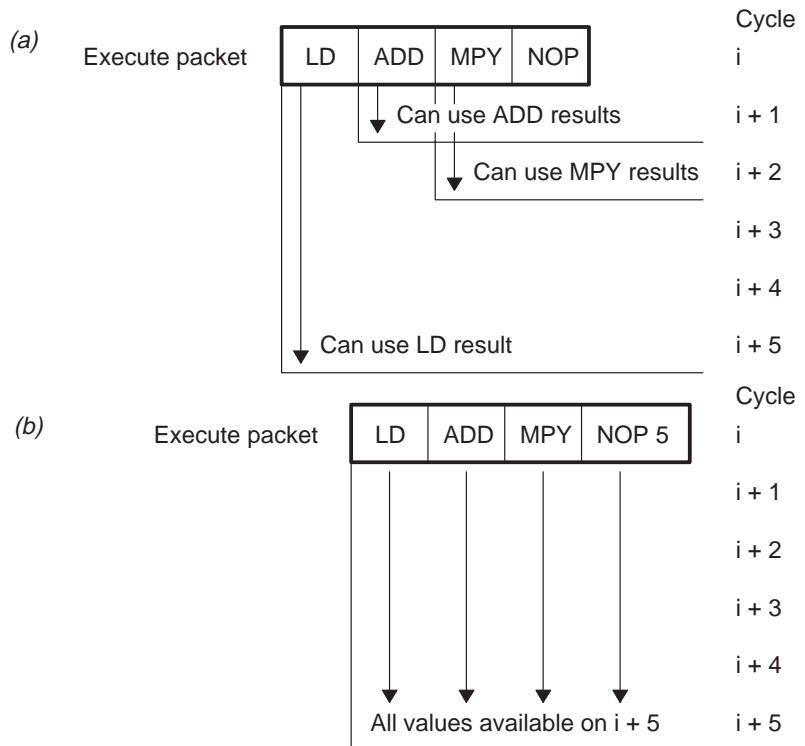 Cycle
(a)
Execute packet LD ADD MPY NOP i
Can use ADD results i + 1
Can use MPY results i + 2
i + 3
i + 4
Can use LD result i + 5
Cycle
(b)
Execute packet LD ADD MPY NOP 5 i
i + 1
i + 2
i + 3
i + 4
All values available on i + 5 i + 5